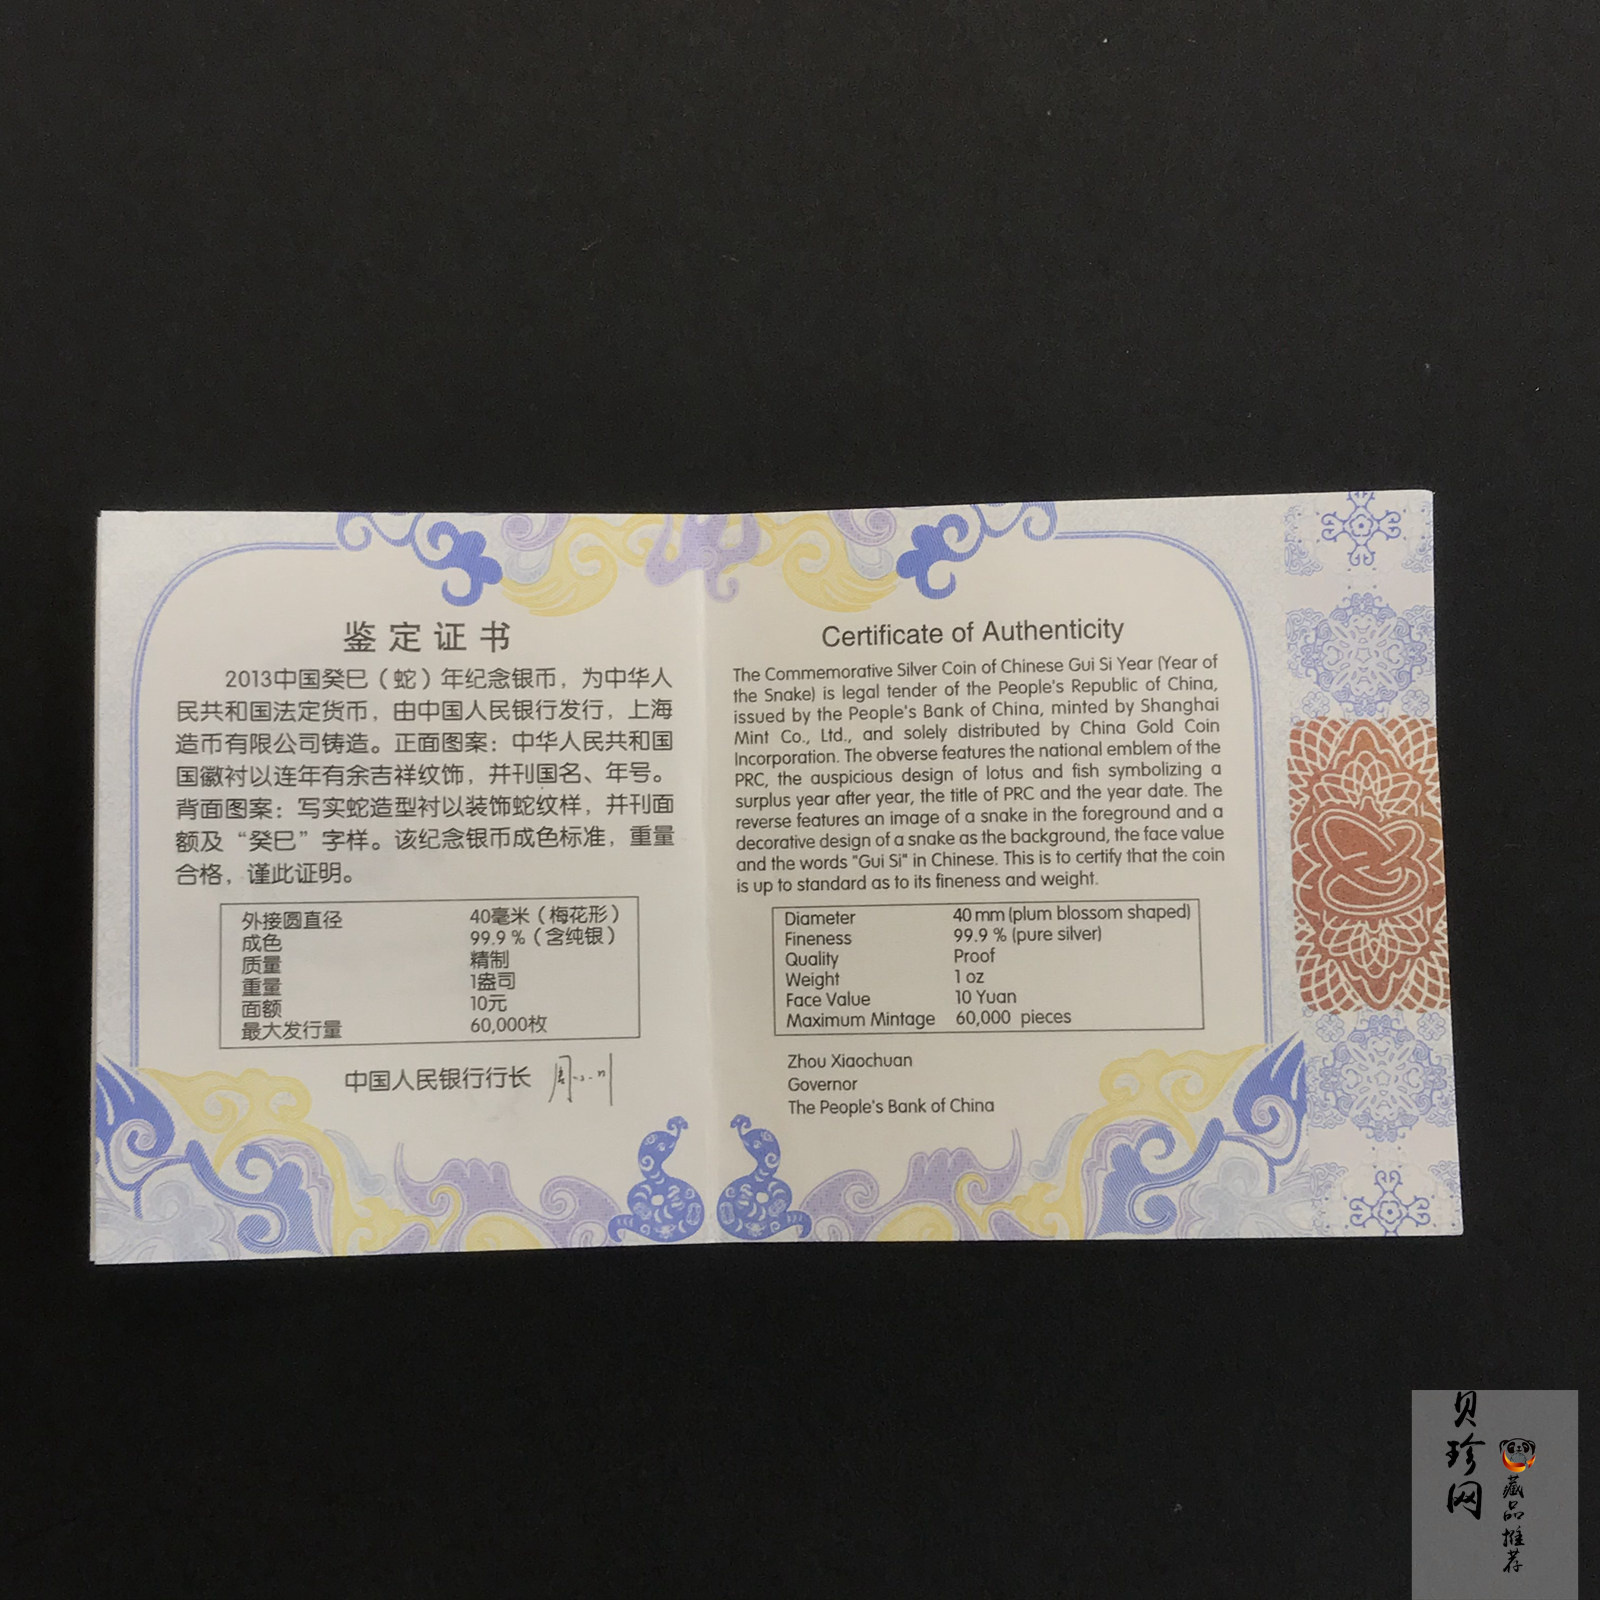 鉴定证书
2013中国癸巳（蛇）年纪念银币，为中华人
民共和国法定货币，由中国人民银行发行，上海
造币有限公司铸造。正面图案：中华人民共和国
国徽衬以连年有余吉祥纹饰，并刊国名、年号。
背面图案：写实蛇造型衬以装饰蛇纹样，并刊面
额及“癸巳”字样。该纪念银币成色标准，重量
合格，谨此证明。
外接圆直径 40毫米（梅花形）
成色 99.9 %（含纯银）
质量 精制
重量 1盎司
面额 10元
最大发行量 60,000枚
中国人民银行行长 周小川
Certificate of Authenticity
The Commemorative Silver Coin of Chinese Gui Si Year (Year of
the Snake) is legal tender of the People's Republic of China,
issued by the People's Bank of China, minted by Shanghai
Mint Co., Ltd., and solely distributed by China Gold Coin
Incorporation. The obverse features the national emblem of the
PRC, the auspicious design of lotus and fish symbolizing a
surplus year after year, the title of PRC and the year date. The
reverse features an image of a snake in the foreground and a
decorative design of a snake as the background, the face value
and the words "Gui Si" in Chinese. This is to certify that the coin
is up to standard as to its fineness and weight.
Diameter 40 mm (plum blossom shaped)
Fineness 99.9 % (pure silver)
Quality Proof
Weight 1 oz
Face Value 10 Yuan
Maximum Mintage 60,000 pieces
Zhou Xiaochuan
Governor
The People's Bank of China
贝珍网
藏品推荐